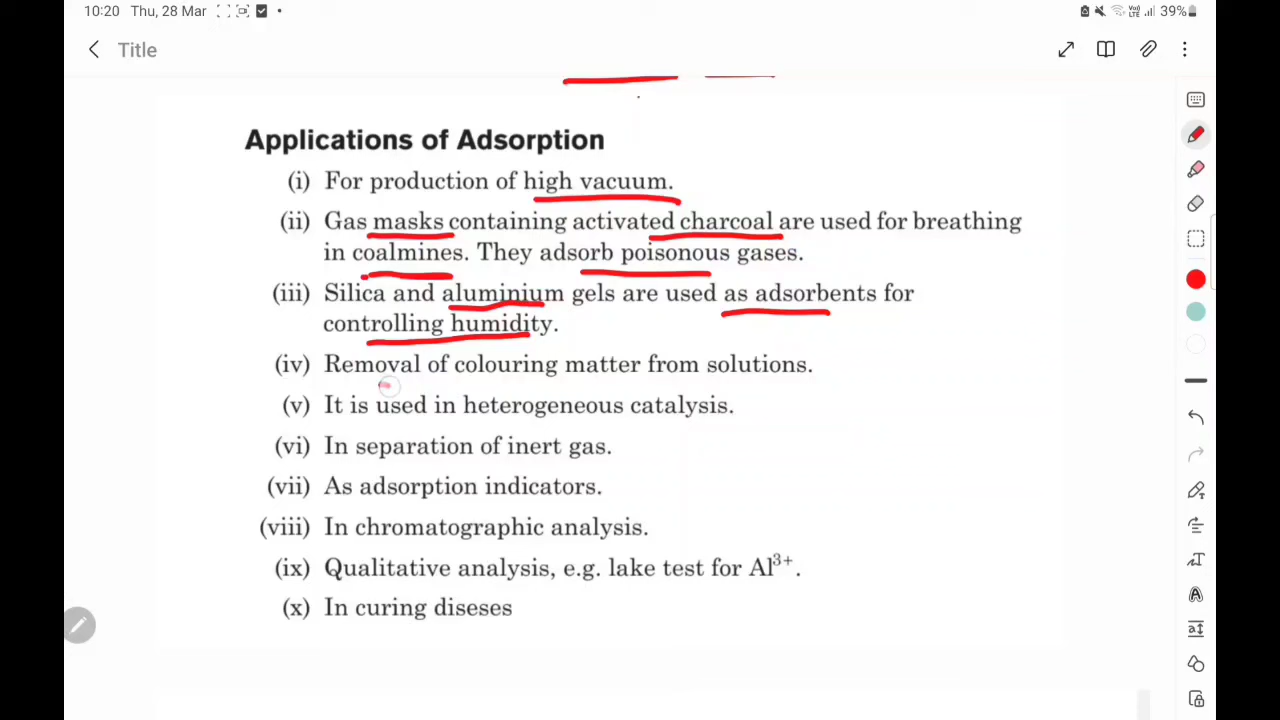 10:20 Thu, 28 Mar
39%
Title
Applications of Adsorption
(i) For production of high vacuum.
(ii) Gas masks containing activated charcoal are used for breathing
in coalmines. They adsorb poisonous gases.
(iii) Silica and aluminium gels are used as adsorbents for
controlling humidity.
(iv) Removal of colouring matter from solutions.
(v) It is used in heterogeneous catalysis.
(vi) In separation of inert gas.
(vii) As adsorption indicators.
(viii) In chromatographic analysis.
(ix) Qualitative analysis, e.g. lake test for Al³⁺.
(x) In curing diseses